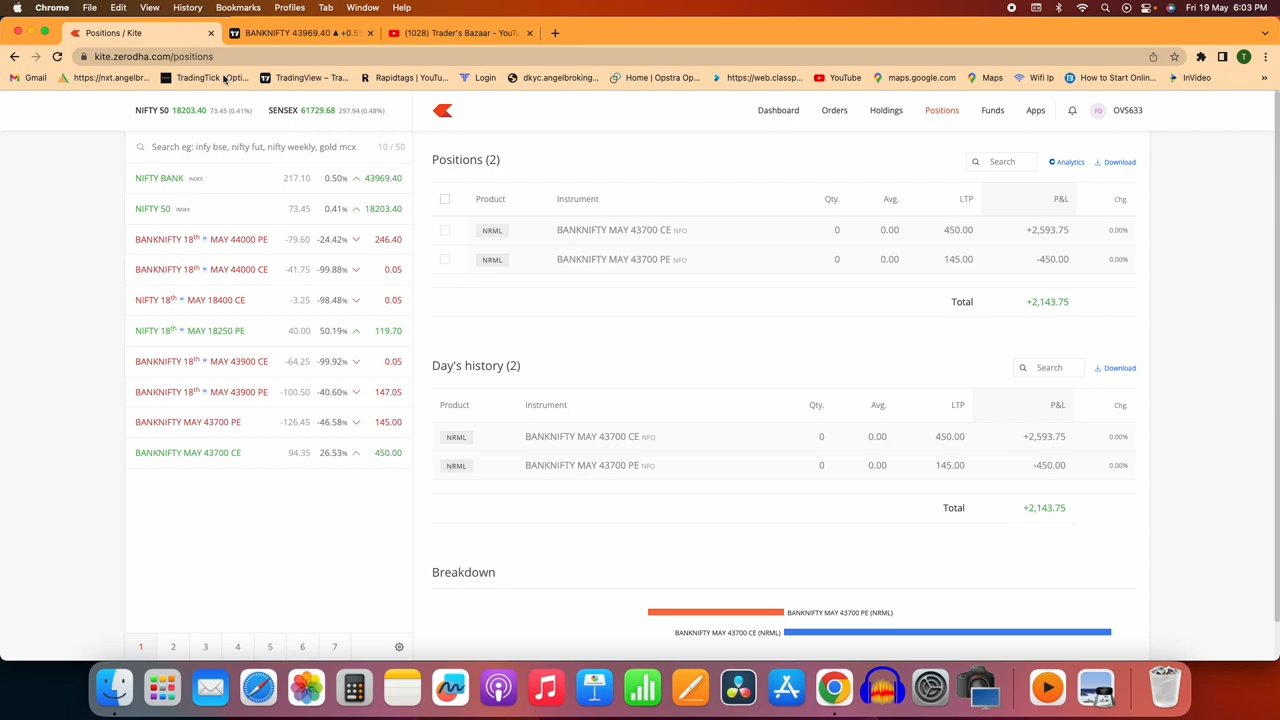 Chrome File Edit View History Bookmarks Profiles Tab Window Help Fri 19 May 6:03 PM
Positions / Kite BANKNIFTY 43969.40 ▲ +0.5 (1028) Trader's Bazaar - YouTu
kite.zerodha.com/positions
Gmail https://nxt.angelbr... TradingTick Opti... TradingView – Tra... Rapidtags | YouTu... Login dkyc.angelbroking... Home | Opstra Op... https://web.classp... YouTube maps.google.com Maps Wifi Ip How to Start Onlin... InVideo
NIFTY 50 18203.40 73.45 (0.41%) SENSEX 61729.68 297.94 (0.48%) Dashboard Orders Holdings Positions Funds Apps PD OVS633
Search eg: infy bse, nifty fut, nifty weekly, gold mcx 10 / 50
NIFTY BANK INDEX 217.10 0.50% 43969.40
NIFTY 50 INDEX 73.45 0.41% 18203.40
BANKNIFTY 18th MAY 44000 PE -79.60 -24.42% 246.40
BANKNIFTY 18th MAY 44000 CE -41.75 -99.88% 0.05
NIFTY 18th MAY 18400 CE -3.25 -98.48% 0.05
NIFTY 18th MAY 18250 PE 40.00 50.19% 119.70
BANKNIFTY 18th MAY 43900 CE -64.25 -99.92% 0.05
BANKNIFTY 18th MAY 43900 PE -100.50 -40.60% 147.05
BANKNIFTY MAY 43700 PE -126.45 -46.58% 145.00
BANKNIFTY MAY 43700 CE 94.35 26.53% 450.00
1 2 3 4 5 6 7
Positions (2) Search Analytics Download
Product Instrument Qty. Avg. LTP P&L Chg.
NRML BANKNIFTY MAY 43700 CE NFO 0 0.00 450.00 +2,593.75 0.00%
NRML BANKNIFTY MAY 43700 PE NFO 0 0.00 145.00 -450.00 0.00%
Total +2,143.75
Day's history (2) Search Download
Product Instrument Qty. Avg. LTP P&L Chg.
NRML BANKNIFTY MAY 43700 CE NFO 0 0.00 450.00 +2,593.75 0.00%
NRML BANKNIFTY MAY 43700 PE NFO 0 0.00 145.00 -450.00 0.00%
Total +2,143.75
Breakdown
BANKNIFTY MAY 43700 PE (NRML)
BANKNIFTY MAY 43700 CE (NRML)